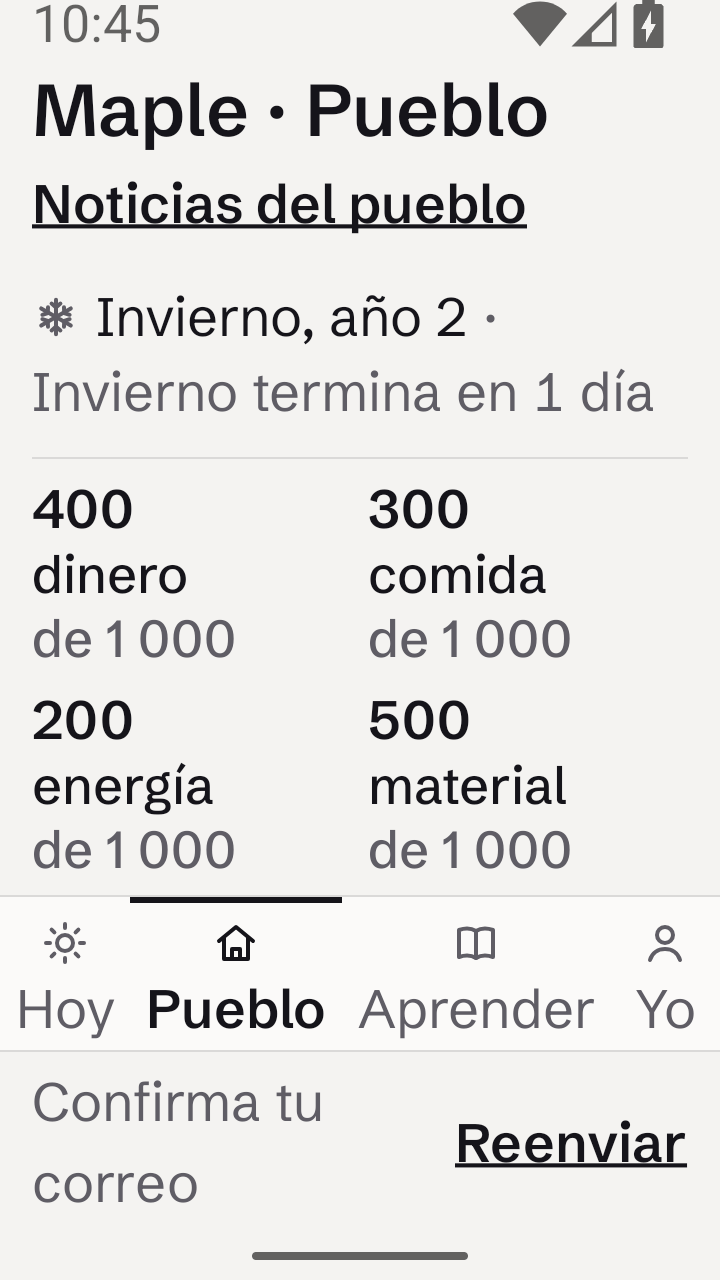 10:45
Maple · Pueblo
Noticias del pueblo
Invierno, año 2 ·
Invierno termina en 1 día
400
dinero
de 1 000
300
comida
de 1 000
200
energía
de 1 000
500
material
de 1 000
Hoy
Pueblo
Aprender
Yo
Confirma tu
correo
Reenviar